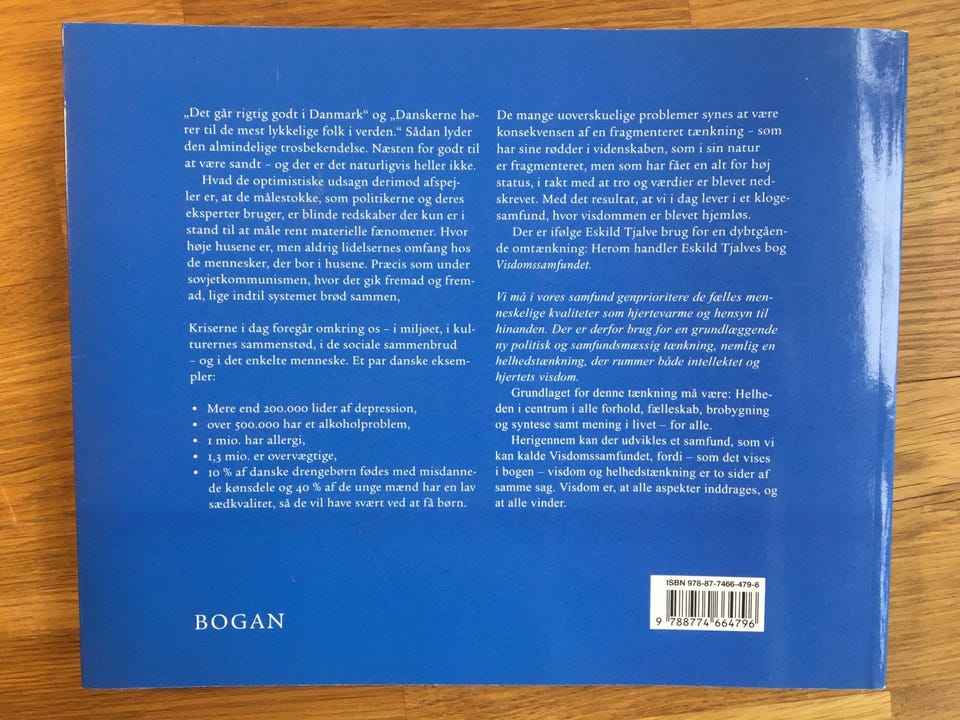 „Det går rigtig godt i Danmark“ og „Danskerne hø-
rer til de mest lykkelige folk i verden.“ Sådan lyder
den almindelige trosbekendelse. Næsten for godt til
at være sandt – og det er det naturligvis heller ikke.
Hvad de optimistiske udsagn derimod afspej-
ler er, at de målestokke, som politikerne og deres
eksperter bruger, er blinde redskaber der kun er i
stand til at måle rent materielle fænomener. Hvor
høje husene er, men aldrig lidelsernes omfang hos
de mennesker, der bor i husene. Præcis som under
sovjetkommunismen, hvor det gik fremad og frem-
ad, lige indtil systemet brød sammen,
Kriserne i dag foregår omkring os – i miljøet, i kul-
turernes sammenstød, i de sociale sammenbrud
– og i det enkelte menneske. Et par danske eksem-
pler:
• Mere end 200.000 lider af depression,
• over 500.000 har et alkoholproblem,
• 1 mio. har allergi,
• 1,3 mio. er overvægtige,
• 10 % af danske drengebørn fødes med misdanne-
de kønsdele og 40 % af de unge mænd har en lav
sædkvalitet, så de vil have svært ved at få børn.
De mange uoverskuelige problemer synes at være
konsekvensen af en fragmenteret tænkning – som
har sine rødder i videnskaben, som i sin natur
er fragmenteret, men som har fået en alt for høj
status, i takt med at tro og værdier er blevet ned-
skrevet. Med det resultat, at vi i dag lever i et kloge-
samfund, hvor visdommen er blevet hjemløs.
Der er ifølge Eskild Tjalve brug for en dybtgåen-
de omtænkning: Herom handler Eskild Tjalves bog
Visdomssamfundet.
Vi må i vores samfund genprioritere de fælles men-
neskelige kvaliteter som hjertevarme og hensyn til
hinanden. Der er derfor brug for en grundlæggende
ny politisk og samfundsmæssig tænkning, nemlig en
helhedstænkning, der rummer både intellektet og
hjertets visdom.
Grundlaget for denne tænkning må være: Helhe-
den i centrum i alle forhold, fælleskab, brobygning
og syntese samt mening i livet – for alle.
Herigennem kan der udvikles et samfund, som vi
kan kalde Visdomssamfundet, fordi – som det vises
i bogen – visdom og helhedstænkning er to sider af
samme sag. Visdom er, at alle aspekter inddrages, og
at alle vinder.
BOGAN
ISBN 978-87-7466-479-6
9 788774 664796